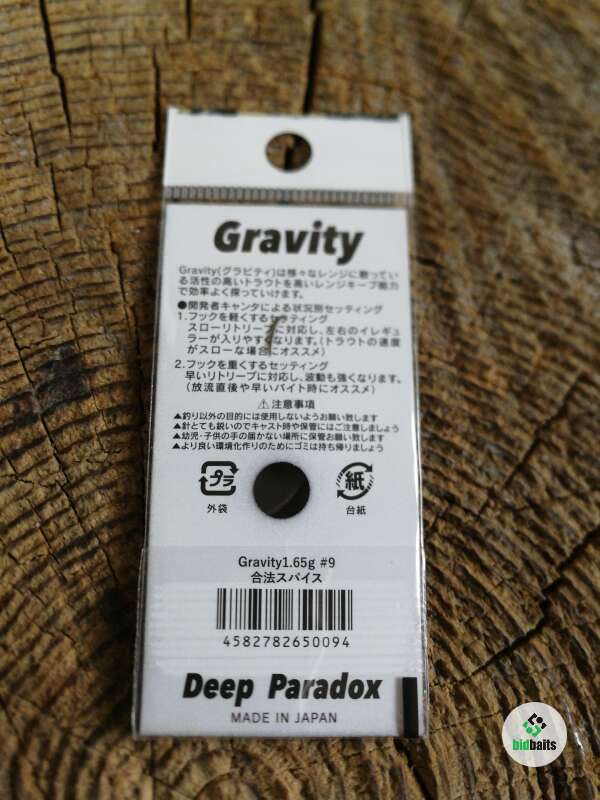 Gravity
Gravity(グラビティ)は様々なレンジに散ってい
る活性の高いトラウトを高いレンジキープ能力
で効率よく探っていけます。
●開発者キャンタによる状況別セッティング
1.フックを軽くするセッティング
スローリトリーブに対応し、左右のイレギュ
ラーが入りやすくなります。(トラウトの速度
がスローな場合にオススメ)
2.フックを重くするセッティング
早いリトリーブに対応し、波動も強くなります。
(放流直後や早いバイト時にオススメ)
⚠注意事項
▲釣り以外の目的には使用しないようお願い致します
▲針とても鋭いのでキャスト時や保管にはご注意しましょう
▲幼児・子供の手の届かない場所に保管お願い致します
▲より良い環境化作りのためにゴミは持ち帰りましょう
プラ 紙
外袋 台紙
Gravity1.65g #9
合法スパイス
4582782650094
Deep Paradox
MADE IN JAPAN
bidbaits